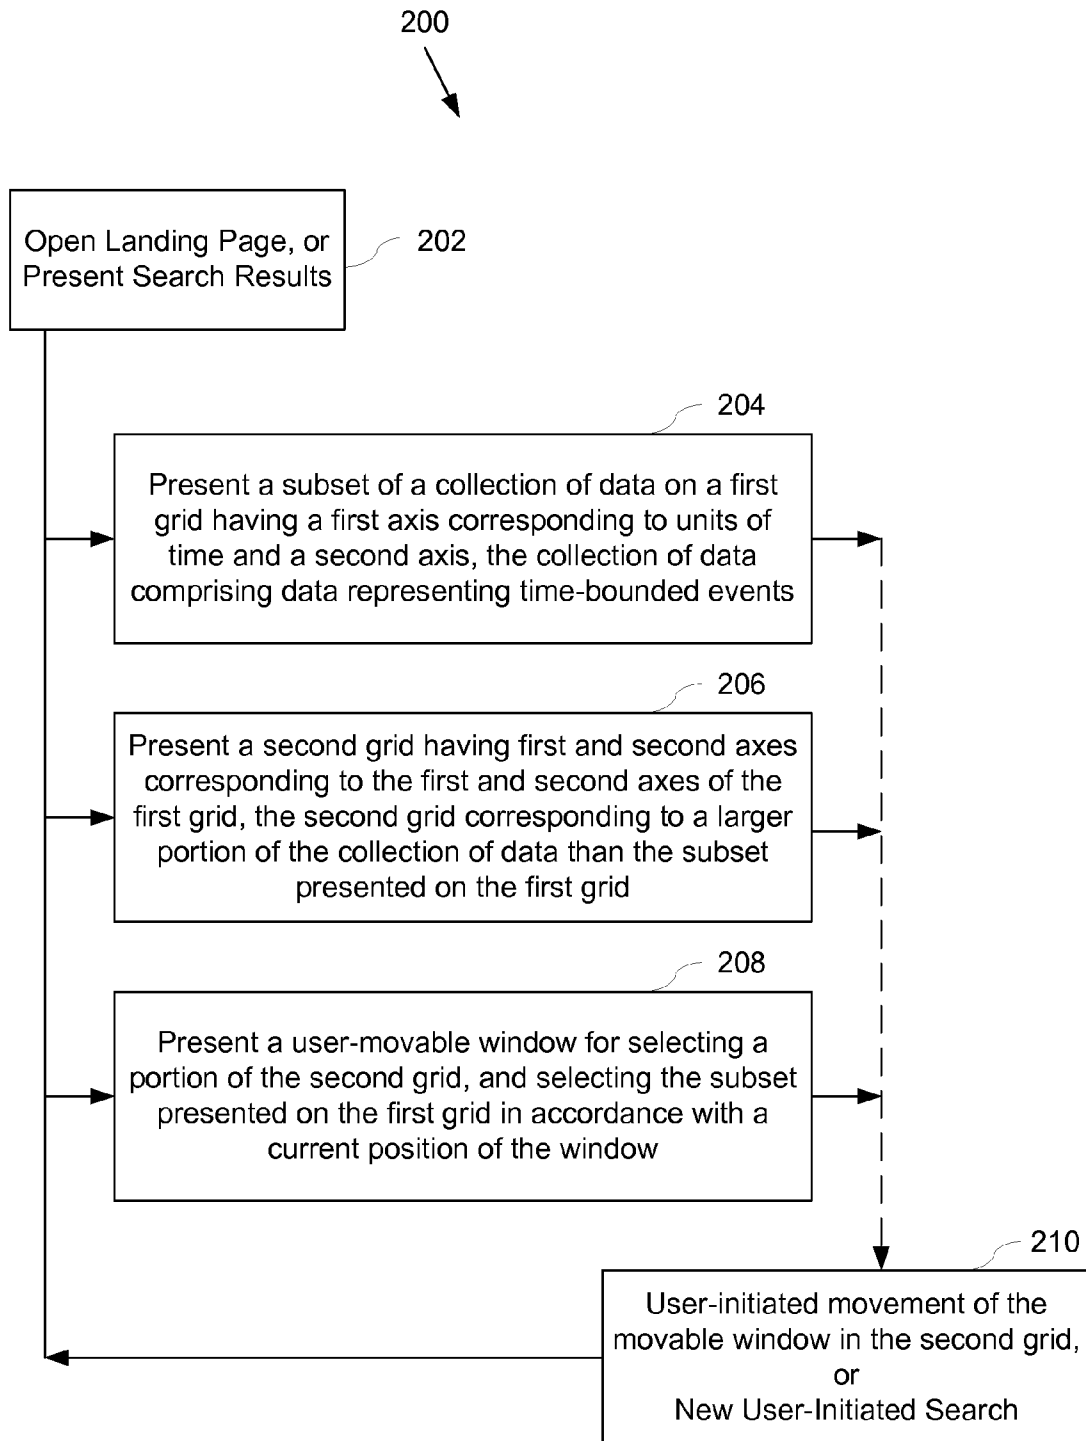 200
Open Landing Page, or
Present Search Results
202
204
Present a subset of a collection of data on a first
grid having a first axis corresponding to units of
time and a second axis, the collection of data
comprising data representing time-bounded events
206
Present a second grid having first and second axes
corresponding to the first and second axes of the
first grid, the second grid corresponding to a larger
portion of the collection of data than the subset
presented on the first grid
208
Present a user-movable window for selecting a
portion of the second grid, and selecting the subset
presented on the first grid in accordance with a
current position of the window
210
User-initiated movement of the
movable window in the second grid,
or
New User-Initiated Search